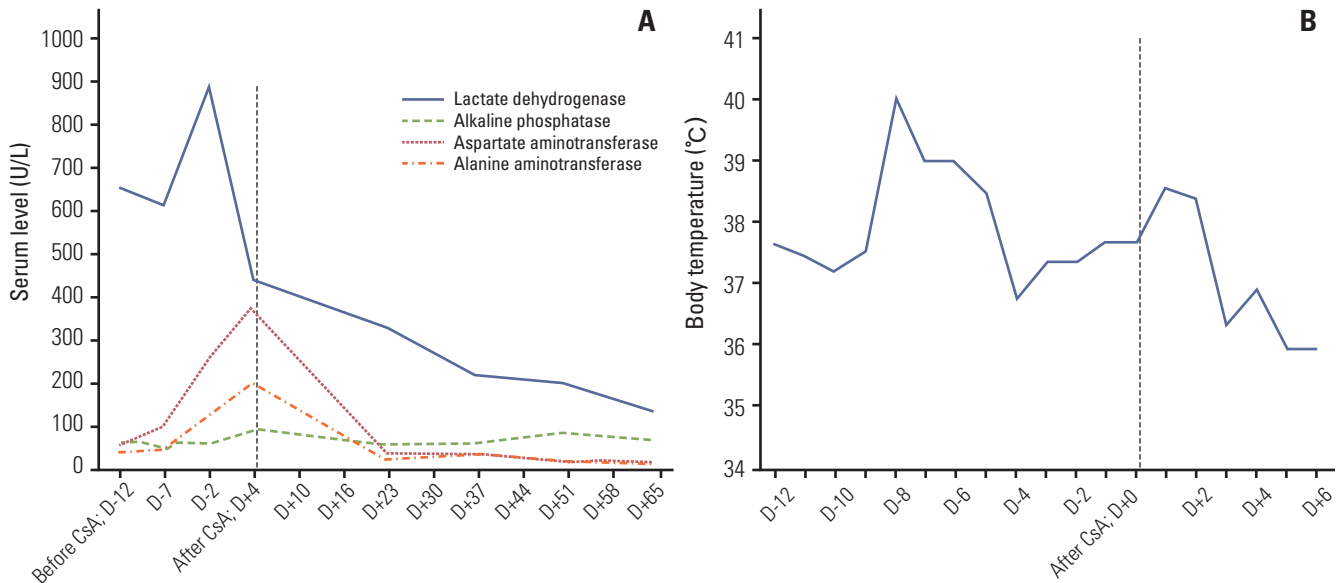 A
Serum level (U/L)
1000
900
800
700
600
500
400
300
200
100
0
Lactate dehydrogenase
Alkaline phosphatase
Aspartate aminotransferase
Alanine aminotransferase
Before CsA; D-12
D-7
D-2
After CsA; D+4
D+10
D+16
D+23
D+30
D+37
D+44
D+51
D+58
D+65
B
Body temperature (℃)
41
40
39
38
37
36
35
34
D-12
D-10
D-8
D-6
D-4
D-2
After CsA; D+0
D+2
D+4
D+6